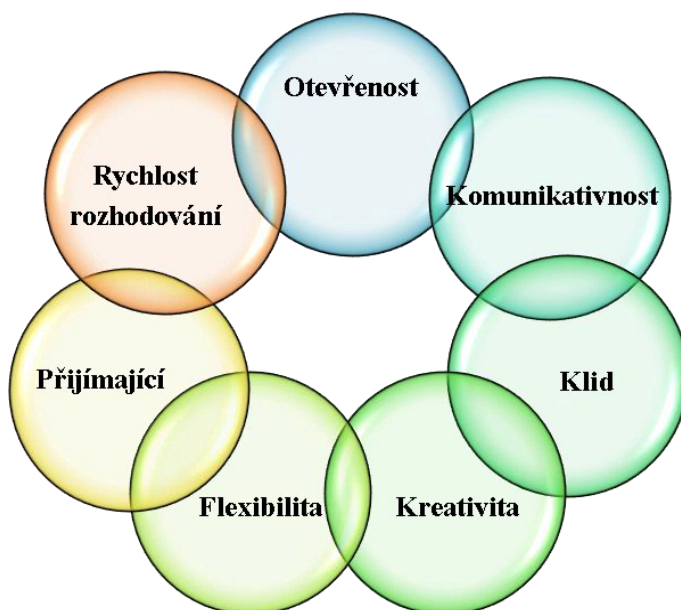 Otevřenost
Komunikativnost
Klid
Kreativita
Flexibilita
Přijímající
Rychlost
rozhodování